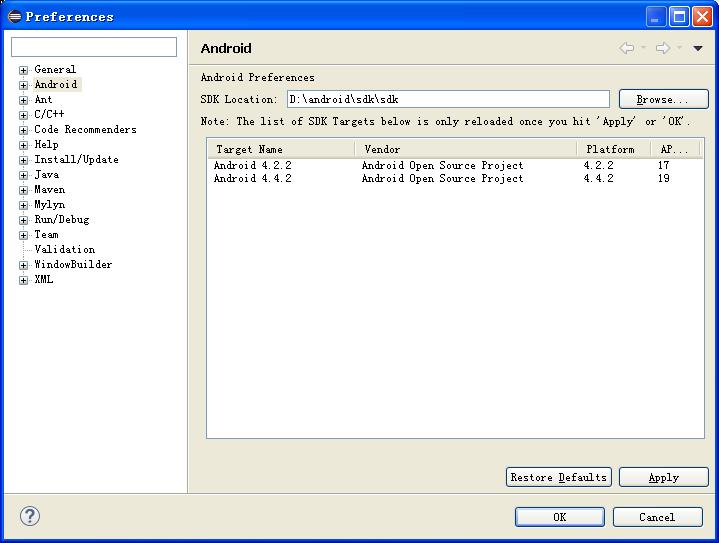 Preferences
Android
General
Android
Ant
C/C++
Code Recommenders
Help
Install/Update
Java
Maven
Mylyn
Run/Debug
Team
Validation
WindowBuilder
XML
Android Preferences
SDK Location: D:\android\sdk\sdk Browse...
Note: The list of SDK Targets below is only reloaded once you hit 'Apply' or 'OK'.
Target Name Vendor Platform AP...
Android 4.2.2 Android Open Source Project 4.2.2 17
Android 4.4.2 Android Open Source Project 4.4.2 19
Restore Defaults Apply
? OK Cancel